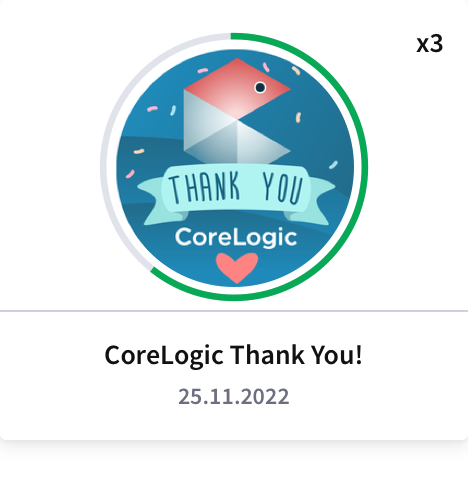 x3
THANK YOU
CoreLogic
CoreLogic Thank You!
25.11.2022